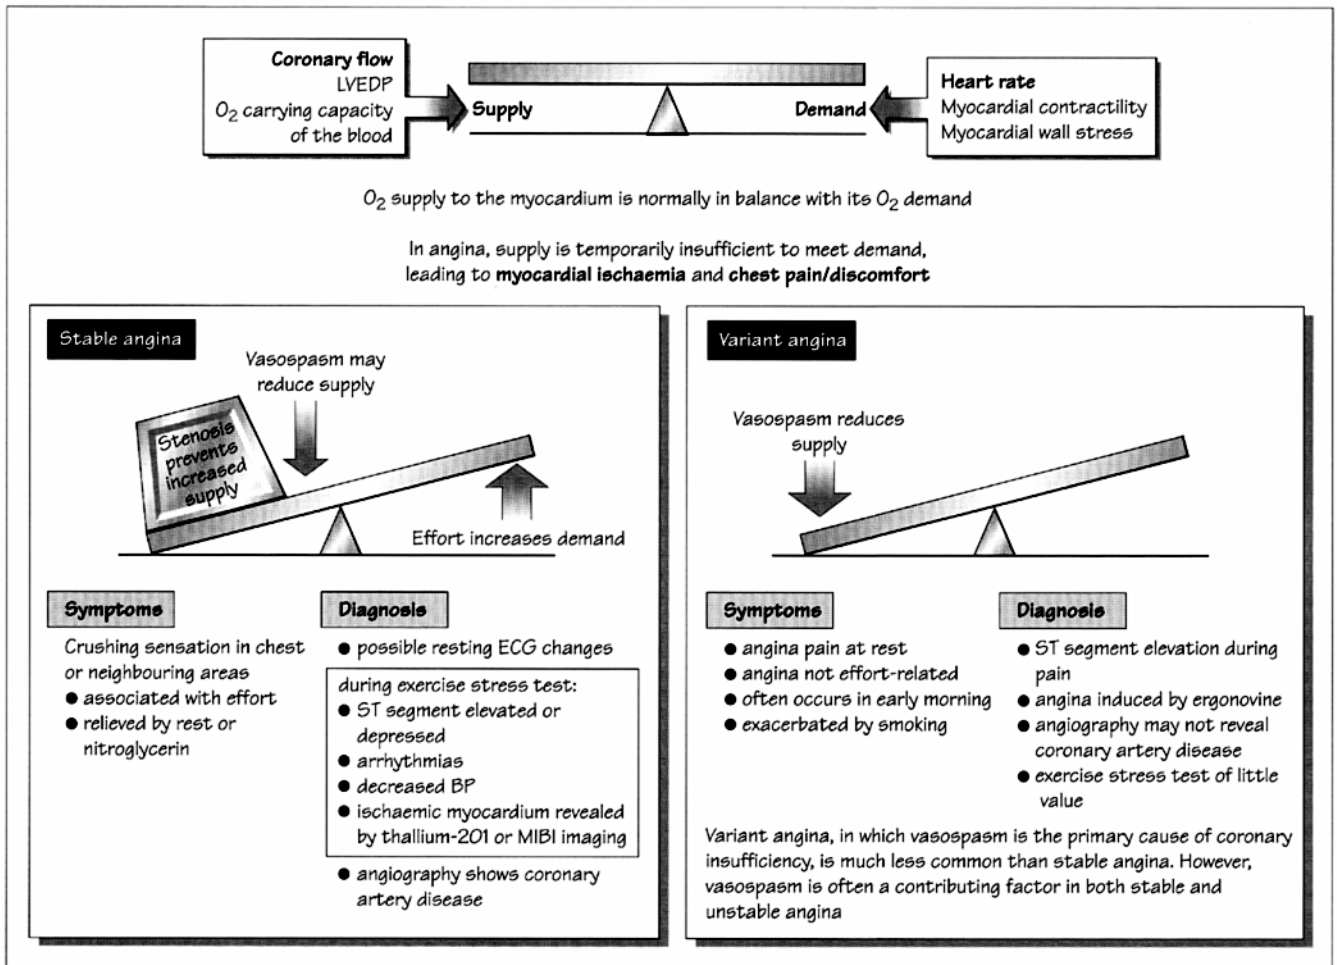 Coronary flow
LVEDP
O2 carrying capacity
of the blood
Supply
Demand
Heart rate
Myocardial contractility
Myocardial wall stress
O2 supply to the myocardium is normally in balance with its O2 demand
In angina, supply is temporarily insufficient to meet demand,
leading to myocardial ischaemia and chest pain/discomfort
Stable angina
Vasospasm may
reduce supply
Stenosis
prevents
increased
supply
Effort increases demand
Symptoms
Crushing sensation in chest
or neighbouring areas
● associated with effort
● relieved by rest or
nitroglycerin
Diagnosis
● possible resting ECG changes
during exercise stress test:
● ST segment elevated or
depressed
● arrhythmias
● decreased BP
● ischaemic myocardium revealed
by thallium-201 or MIBI imaging
● angiography shows coronary
artery disease
Variant angina
Vasospasm reduces
supply
Symptoms
● angina pain at rest
● angina not effort-related
● often occurs in early morning
● exacerbated by smoking
Diagnosis
● ST segment elevation during
pain
● angina induced by ergonovine
● angiography may not reveal
coronary artery disease
● exercise stress test of little
value
Variant angina, in which vasospasm is the primary cause of coronary
insufficiency, is much less common than stable angina. However,
vasospasm is often a contributing factor in both stable and
unstable angina